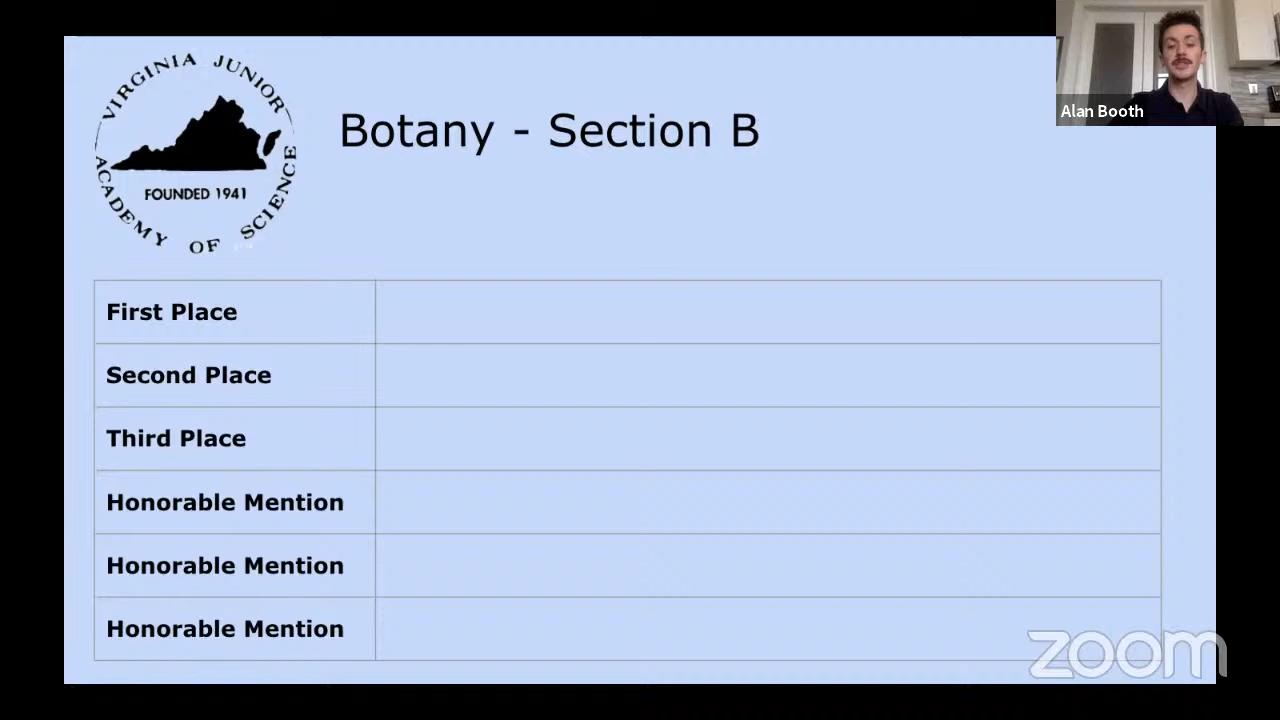 VIRGINIA JUNIOR
ACADEMY OF SCIENCE
FOUNDED 1941
Botany - Section B
Alan Booth
First Place
Second Place
Third Place
Honorable Mention
Honorable Mention
Honorable Mention
zoom